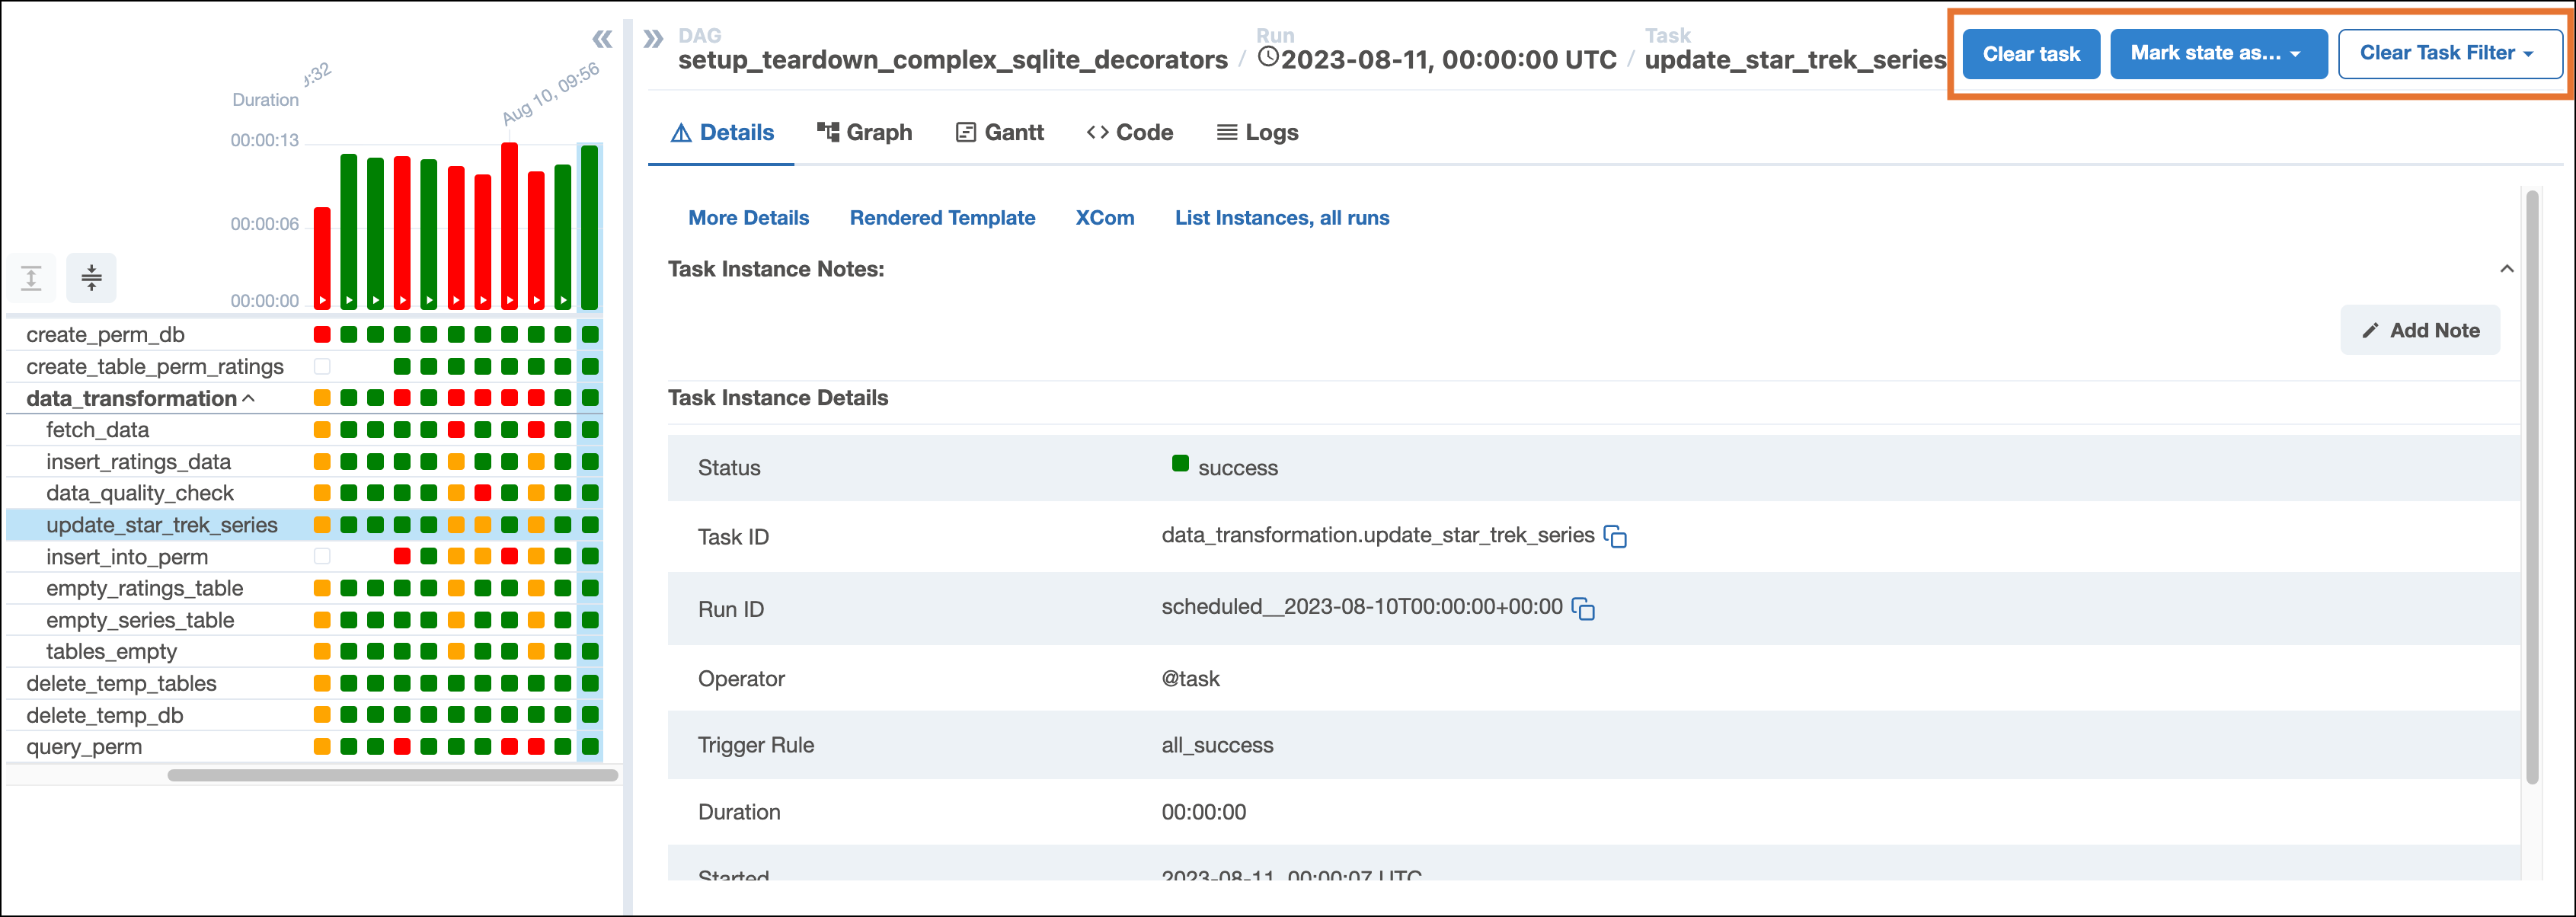 DAG
setup_teardown_complex_sqlite_decorators
/
Run
2023-08-11, 00:00:00 UTC
/
Task
update_star_trek_series
Clear task
Mark state as...
Clear Task Filter
Details
Graph
Gantt
Code
Logs
:32
Aug 10, 09:56
Duration
00:00:13
00:00:06
00:00:00
create_perm_db
create_table_perm_ratings
data_transformation
fetch_data
insert_ratings_data
data_quality_check
update_star_trek_series
insert_into_perm
empty_ratings_table
empty_series_table
tables_empty
delete_temp_tables
delete_temp_db
query_perm
More Details
Rendered Template
XCom
List Instances, all runs
Task Instance Notes:
Add Note
Task Instance Details
Status
success
Task ID
data_transformation.update_star_trek_series
Run ID
scheduled__2023-08-10T00:00:00+00:00
Operator
@task
Trigger Rule
all_success
Duration
00:00:00
Started
2023-08-11, 00:00:07 UTC